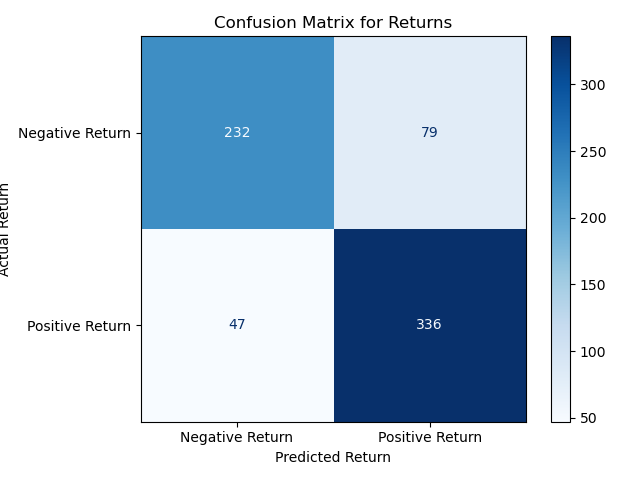 Confusion Matrix for Returns
Negative Return
232
79
Positive Return
47
336
Actual Return
Negative Return
Positive Return
Predicted Return
300
250
200
150
100
50